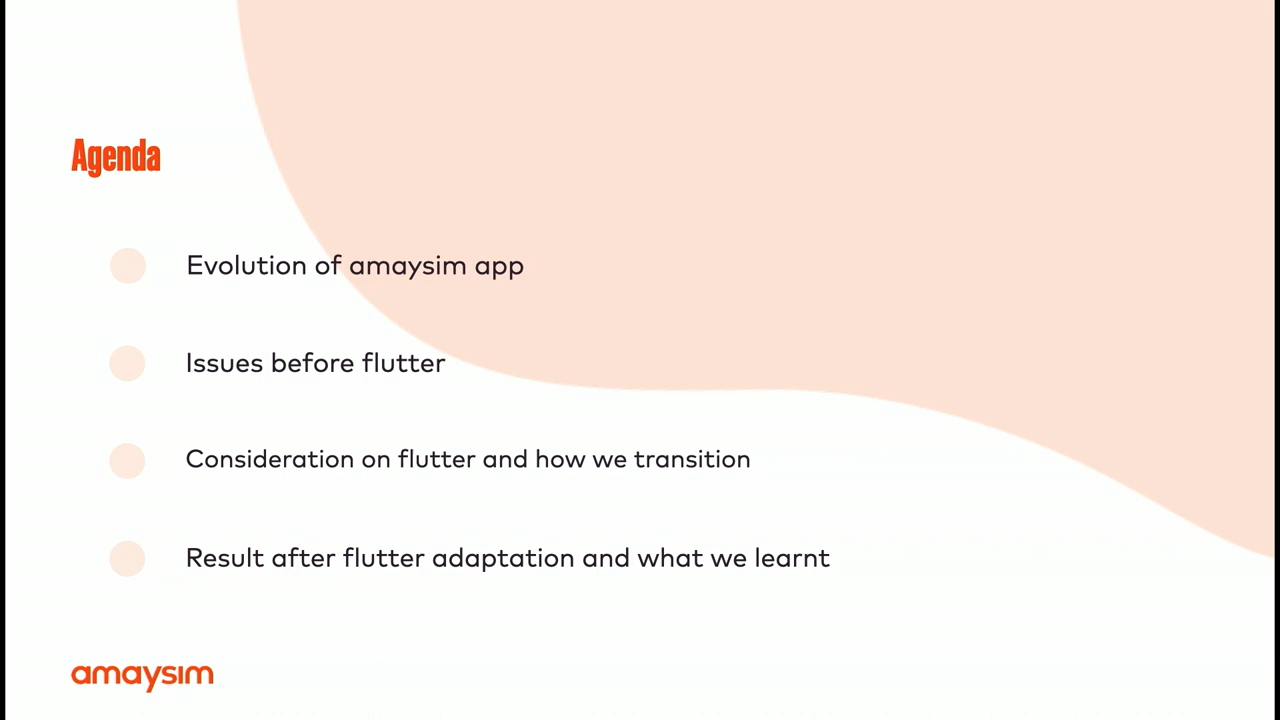 Agenda
Evolution of amaysim app
Issues before flutter
Consideration on flutter and how we transition
Result after flutter adaptation and what we learnt
amaysim